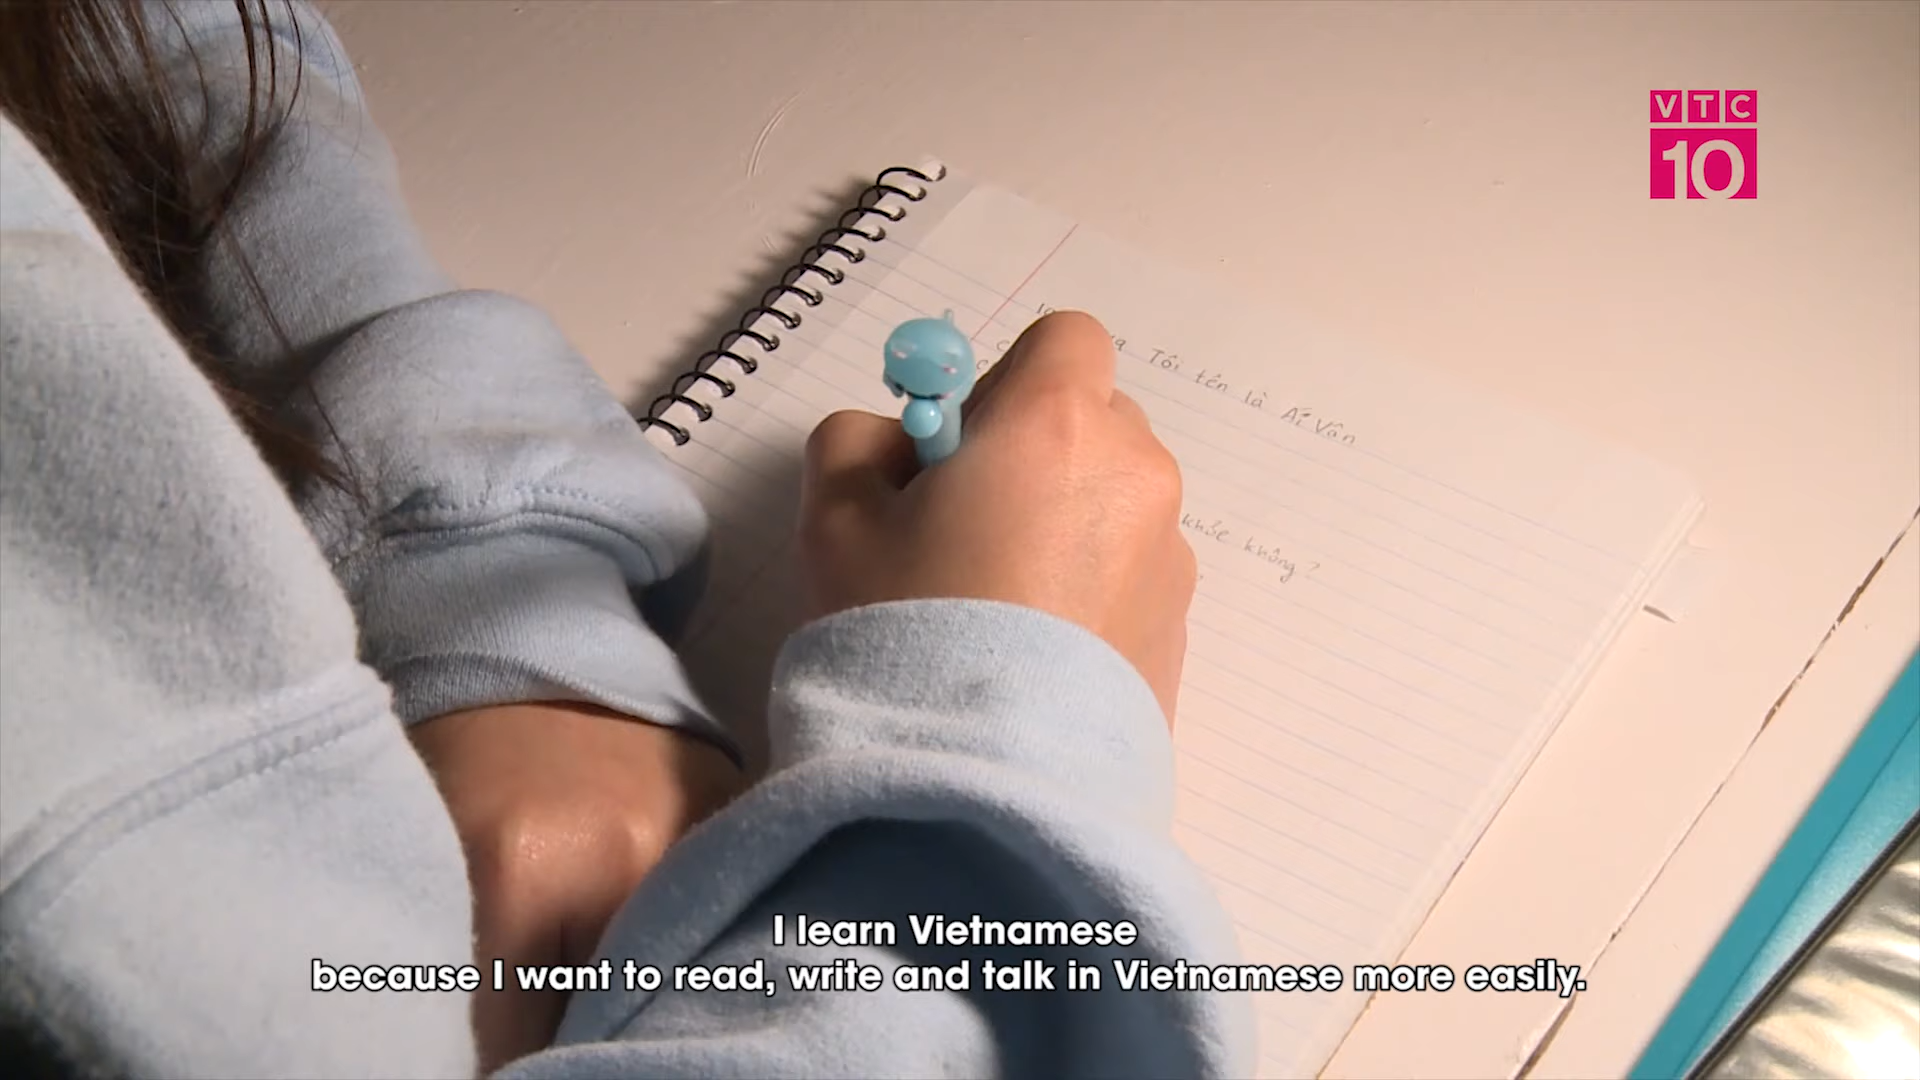 VTC
10
Tôi tên là Ái Vân
khỏe không?
I learn Vietnamese
because I want to read, write and talk in Vietnamese more easily.